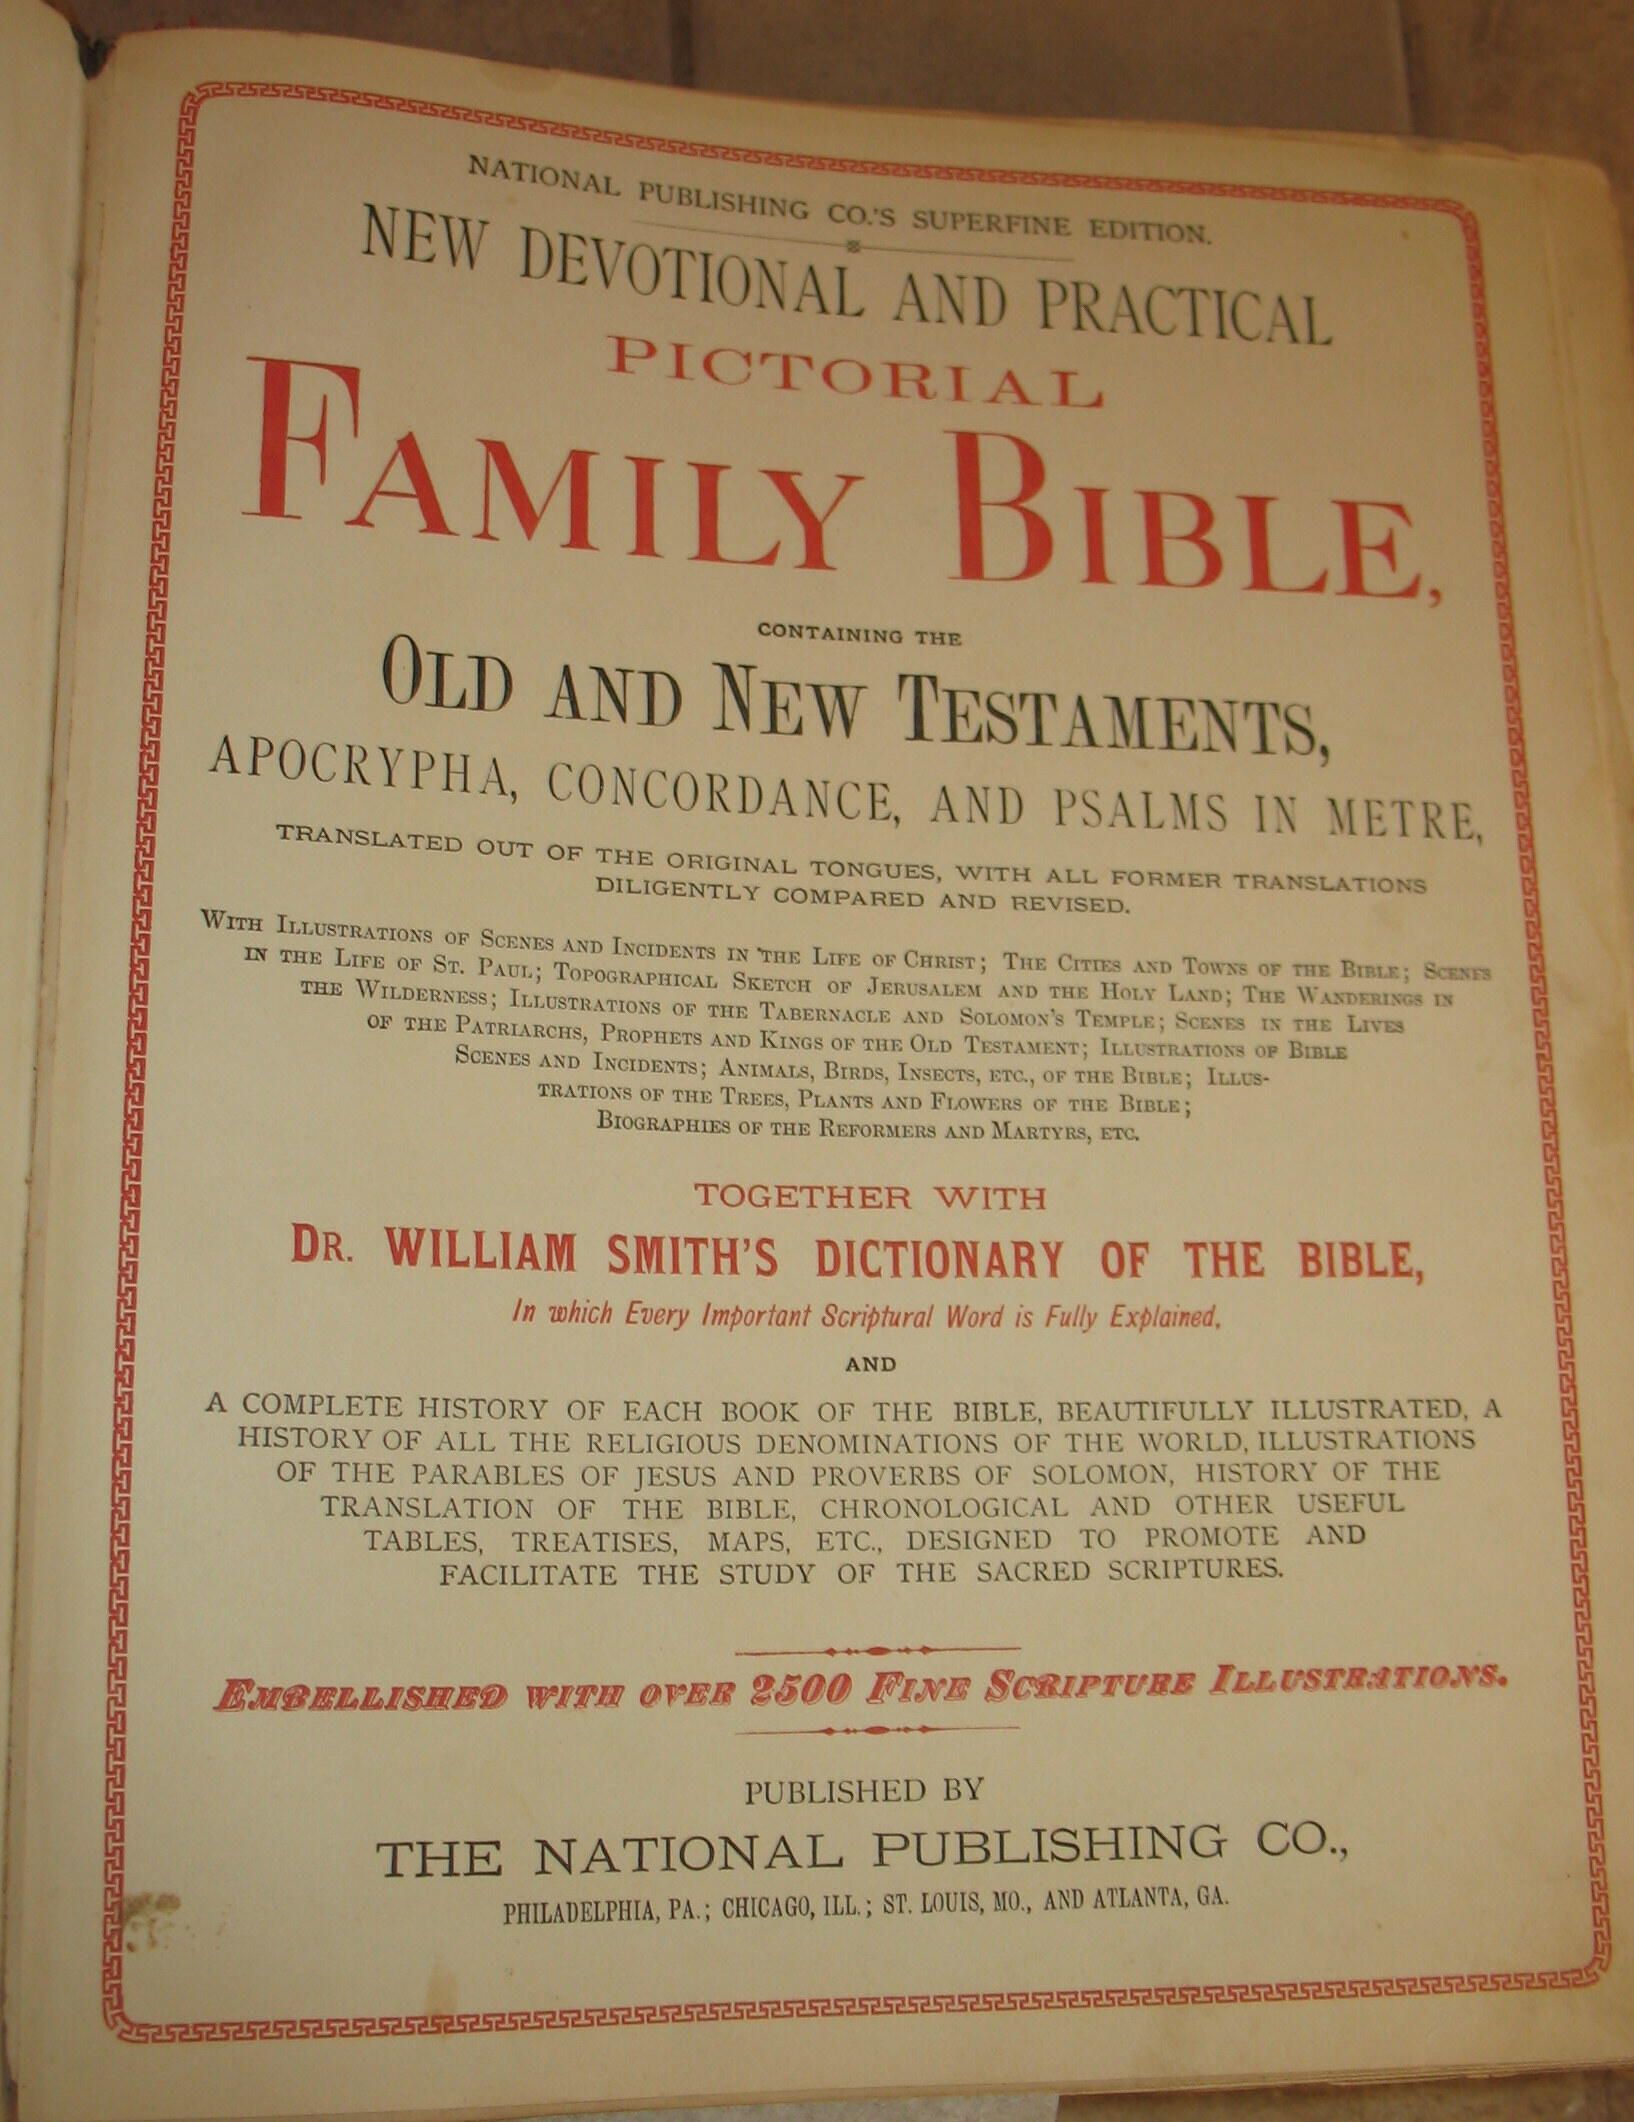 NATIONAL PUBLISHING CO.'S SUPERFINE EDITION.
NEW DEVOTIONAL AND PRACTICAL
PICTORIAL
FAMILY BIBLE,
CONTAINING THE
OLD AND NEW TESTAMENTS,
APOCRYPHA, CONCORDANCE, AND PSALMS IN METRE,
TRANSLATED OUT OF THE ORIGINAL TONGUES, WITH ALL FORMER TRANSLATIONS
DILIGENTLY COMPARED AND REVISED.
WITH ILLUSTRATIONS OF SCENES AND INCIDENTS IN THE LIFE OF CHRIST; THE CITIES AND TOWNS OF THE BIBLE; SCENES
IN THE LIFE OF ST. PAUL; TOPOGRAPHICAL SKETCH OF JERUSALEM AND THE HOLY LAND; THE WANDERINGS IN
THE WILDERNESS; ILLUSTRATIONS OF THE TABERNACLE AND SOLOMON'S TEMPLE; SCENES IN THE LIVES
OF THE PATRIARCHS, PROPHETS AND KINGS OF THE OLD TESTAMENT; ILLUSTRATIONS OF BIBLE
SCENES AND INCIDENTS; ANIMALS, BIRDS, INSECTS, ETC., OF THE BIBLE; ILLUS-
TRATIONS OF THE TREES, PLANTS AND FLOWERS OF THE BIBLE;
BIOGRAPHIES OF THE REFORMERS AND MARTYRS, ETC.
TOGETHER WITH
DR. WILLIAM SMITH'S DICTIONARY OF THE BIBLE,
In which Every Important Scriptural Word is Fully Explained,
AND
A COMPLETE HISTORY OF EACH BOOK OF THE BIBLE, BEAUTIFULLY ILLUSTRATED, A
HISTORY OF ALL THE RELIGIOUS DENOMINATIONS OF THE WORLD, ILLUSTRATIONS
OF THE PARABLES OF JESUS AND PROVERBS OF SOLOMON, HISTORY OF THE
TRANSLATION OF THE BIBLE, CHRONOLOGICAL AND OTHER USEFUL
TABLES, TREATISES, MAPS, ETC., DESIGNED TO PROMOTE AND
FACILITATE THE STUDY OF THE SACRED SCRIPTURES.
EMBELLISHED WITH OVER 2500 FINE SCRIPTURE ILLUSTRATIONS.
PUBLISHED BY
THE NATIONAL PUBLISHING CO.,
PHILADELPHIA, PA.; CHICAGO, ILL.; ST. LOUIS, MO., AND ATLANTA, GA.